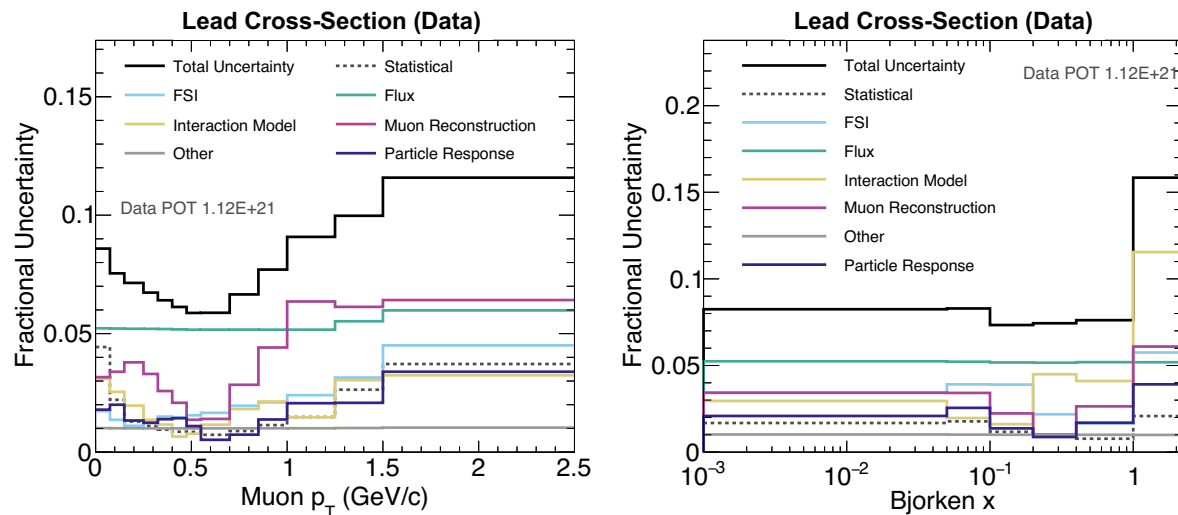 Lead Cross-Section (Data)
Fractional Uncertainty
0.15
0.1
0.05
0
Total Uncertainty
Statistical
FSI
Flux
Interaction Model
Muon Reconstruction
Other
Particle Response
Data POT 1.12E+21
0 0.5 1 1.5 2 2.5
Muon p_T (GeV/c)
Lead Cross-Section (Data)
Fractional Uncertainty
0.2
0.15
0.1
0.05
0
Total Uncertainty
Data POT 1.12E+21
Statistical
FSI
Flux
Interaction Model
Muon Reconstruction
Other
Particle Response
10⁻³ 10⁻² 10⁻¹ 1
Bjorken x